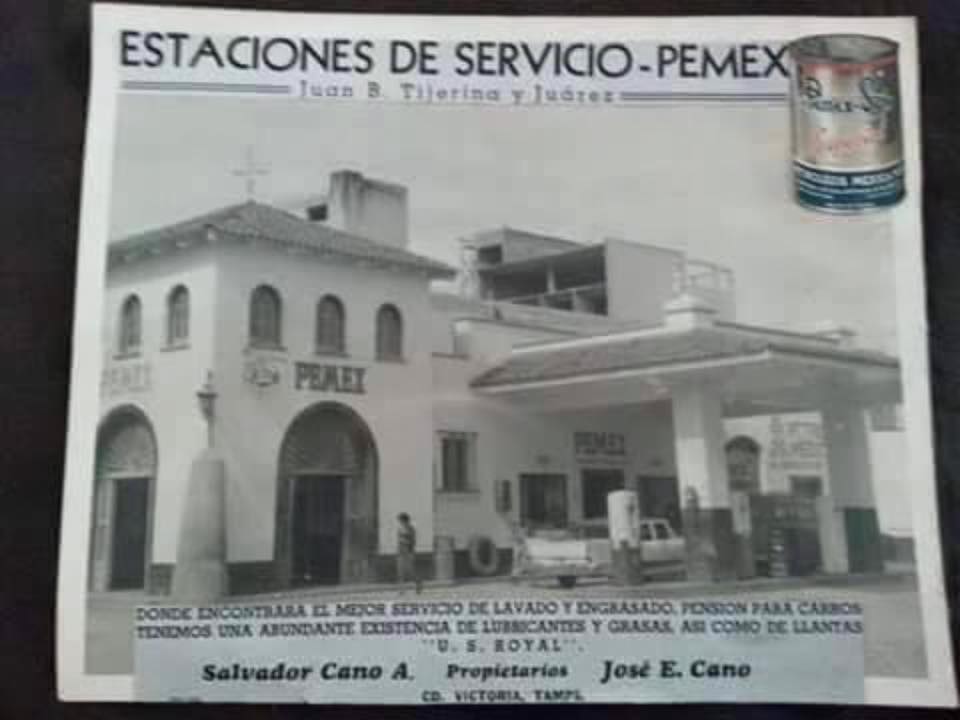 ESTACIONES DE SERVICIO-PEMEX
Juan B. Tijerina y Juárez
PEMEX
PEMEX
PEMEX
DONDE ENCONTRARA EL MEJOR SERVICIO DE LAVADO Y ENGRASADO, PENSION PARA CARROS
TENEMOS UNA ABUNDANTE EXISTENCIA DE LUBRICANTES Y GRASAS, ASI COMO DE LLANTAS
"U. S. ROYAL".
Salvador Cano A. Propietarios José E. Cano
CD. VICTORIA, TAMPS.